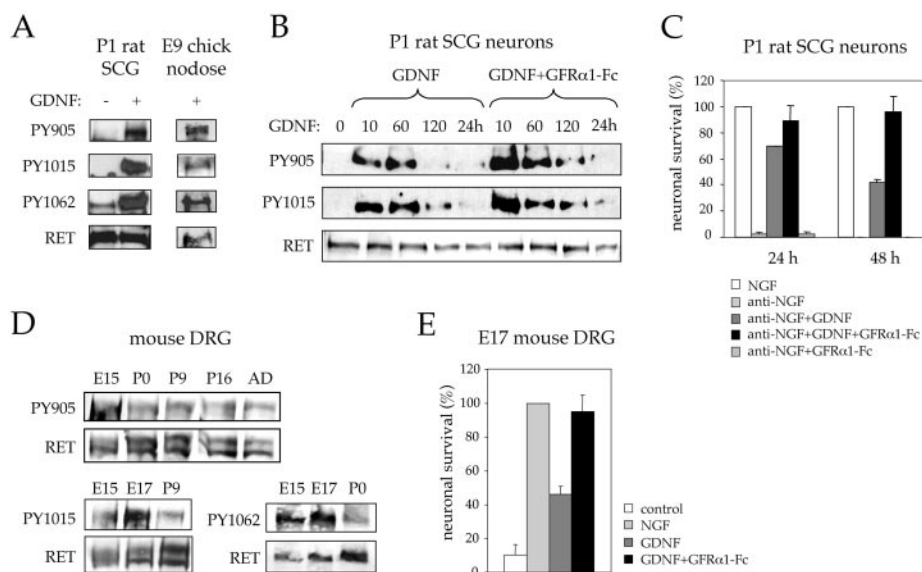 A
P1 rat SCG
E9 chick nodose
GDNF: - + +
PY905
PY1015
PY1062
RET
B
P1 rat SCG neurons
GDNF GDNF+GFRα1-Fc
GDNF: 0 10 60 120 24h 10 60 120 24h
PY905
PY1015
RET
C
P1 rat SCG neurons
neuronal survival (%)
120
100
80
60
40
20
0
24 h 48 h
NGF
anti-NGF
anti-NGF+GDNF
anti-NGF+GDNF+GFRα1-Fc
anti-NGF+GFRα1-Fc
D
mouse DRG
E15 P0 P9 P16 AD
PY905
RET
E15 E17 P9
PY1015
RET
E15 E17 P0
PY1062
RET
E
E17 mouse DRG
neuronal survival (%)
120
100
80
60
40
20
0
control
NGF
GDNF
GDNF+GFRα1-Fc